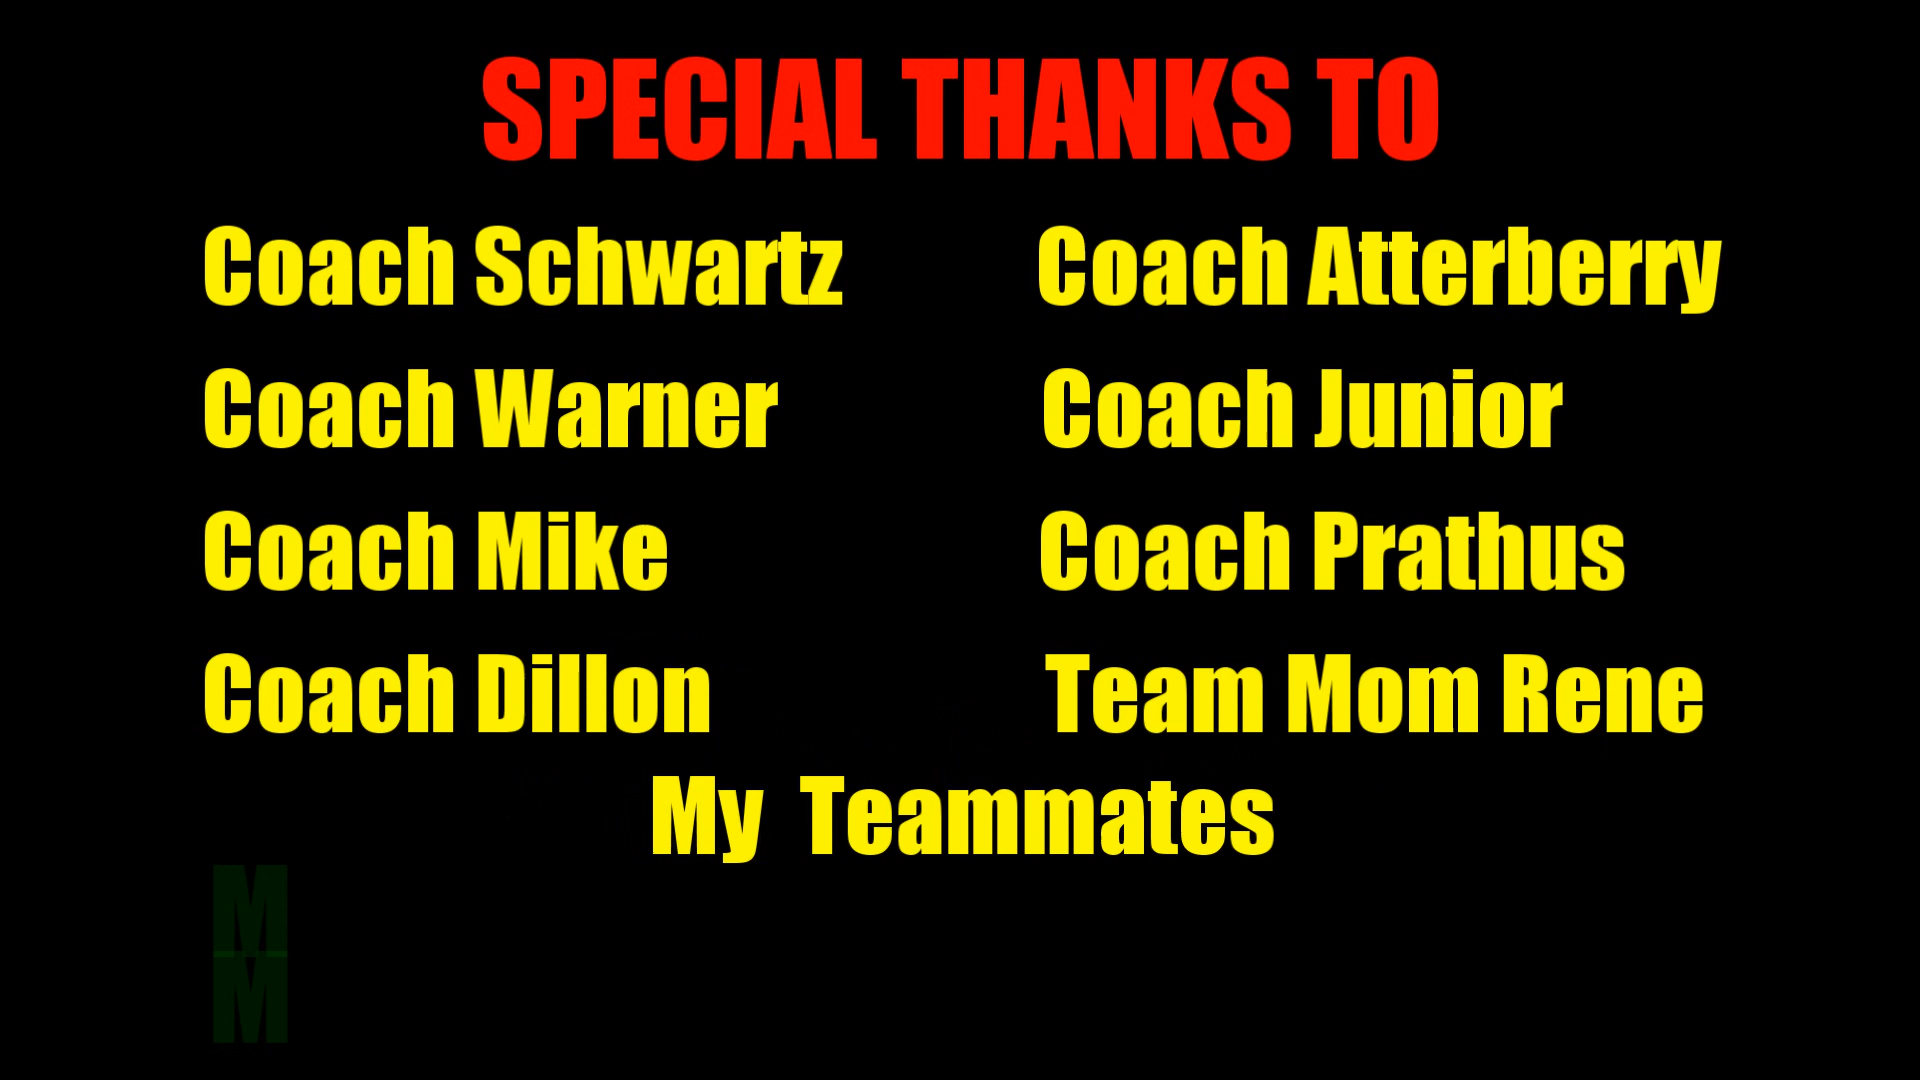 SPECIAL THANKS TO
Coach Schwartz Coach Atterberry
Coach Warner Coach Junior
Coach Mike Coach Prathus
Coach Dillon Team Mom Rene
My Teammates
M
M